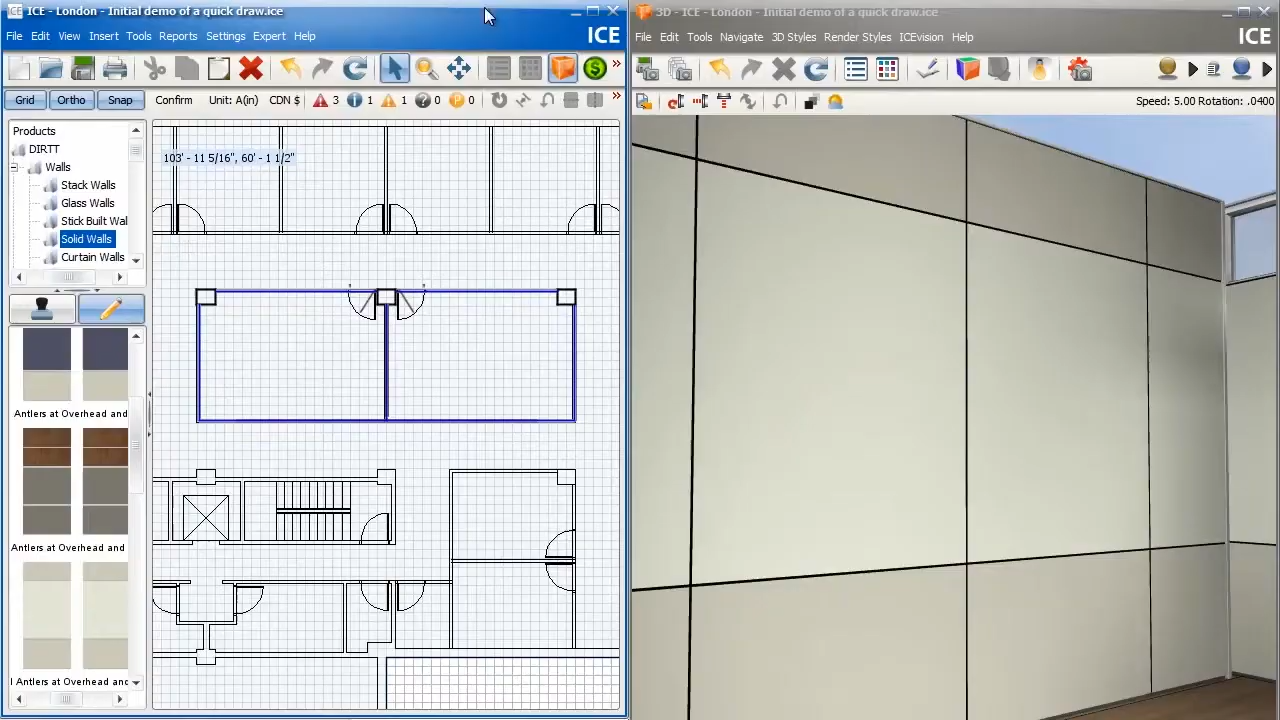 ICE - London - Initial demo of a quick draw.ice
File Edit View Insert Tools Reports Settings Expert Help
ICE
Grid Ortho Snap Confirm Unit: A(in) CDN $ 3 1 1 0 0
Products
DIRTT
Walls
Stack Walls
Glass Walls
Stick Built Wal
Solid Walls
Curtain Walls
Antlers at Overhead and
Antlers at Overhead and
l Antlers at Overhead and
103' - 11 5/16", 60' - 1 1/2"
3D - ICE - London - Initial demo of a quick draw.ice
File Edit Tools Navigate 3D Styles Render Styles ICEvision Help
ICE
Speed: 5.00 Rotation: .0400